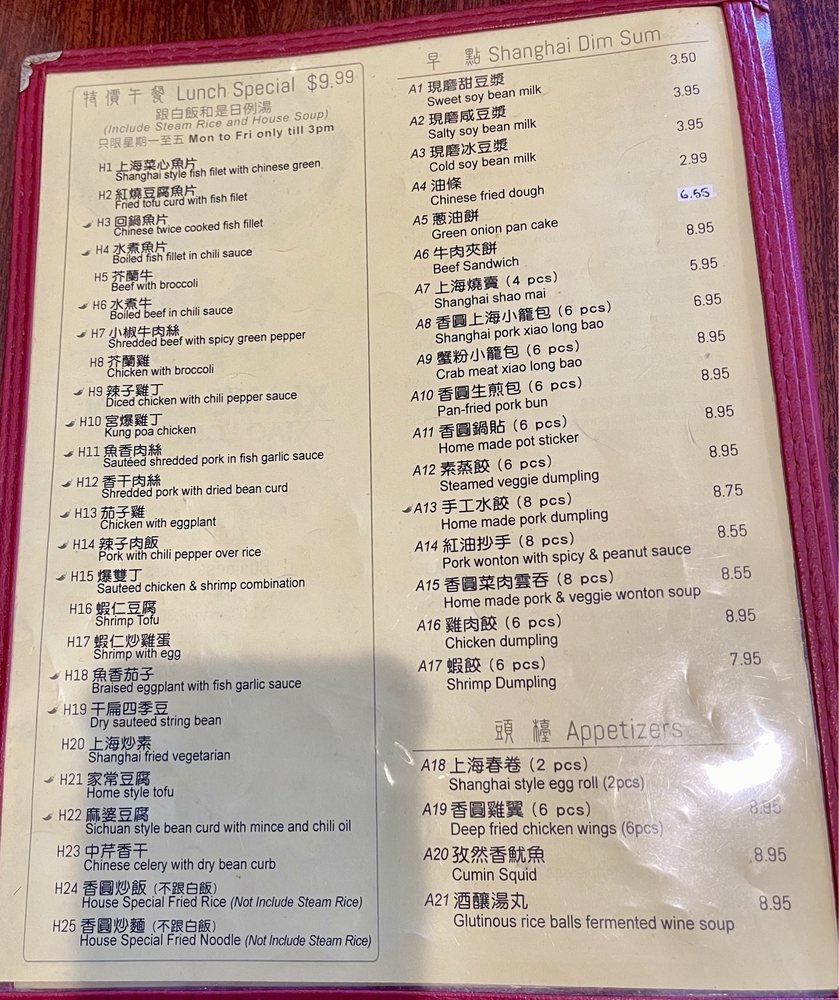 特價午餐 Lunch Special $9.99
跟白飯和是日例湯
(Include Steam Rice and House Soup)
只限星期一至五 Mon to Fri only till 3pm
H1 上海菜心魚片
Shanghai style fish filet with chinese green
H2 紅燒豆腐魚片
Fried tofu curd with fish filet
H3 回鍋魚片
Chinese twice cooked fish fillet
H4 水煮魚片
Boiled fish fillet in chili sauce
H5 芥蘭牛
Beef with broccoli
H6 水煮牛
Boiled beef in chili sauce
H7 小椒牛肉絲
Shredded beef with spicy green pepper
H8 芥蘭雞
Chicken with broccoli
H9 辣子雞丁
Diced chicken with chili pepper sauce
H10 宮爆雞丁
Kung poa chicken
H11 魚香肉絲
Sautéed shredded pork in fish garlic sauce
H12 香干肉絲
Shredded pork with dried bean curd
H13 茄子雞
Chicken with eggplant
H14 辣子肉飯
Pork with chili pepper over rice
H15 爆雙丁
Sauteed chicken & shrimp combination
H16 蝦仁豆腐
Shrimp Tofu
H17 蝦仁炒雞蛋
Shrimp with egg
H18 魚香茄子
Braised eggplant with fish garlic sauce
H19 干扁四季豆
Dry sauteed string bean
H20 上海炒素
Shanghai fried vegetarian
H21 家常豆腐
Home style tofu
H22 麻婆豆腐
Sichuan style bean curd with mince and chili oil
H23 中芹香干
Chinese celery with dry bean curb
H24 香圓炒飯 (不跟白飯)
House Special Fried Rice (Not Include Steam Rice)
H25 香圓炒麵 (不跟白飯)
House Special Fried Noodle (Not Include Steam Rice)
早 點 Shanghai Dim Sum
A1 現磨甜豆漿 3.50
Sweet soy bean milk
A2 現磨咸豆漿 3.95
Salty soy bean milk
A3 現磨冰豆漿 3.95
Cold soy bean milk
A4 油條 2.99
Chinese fried dough
A5 蔥油餅 6.55
Green onion pan cake
A6 牛肉夾餅 8.95
Beef Sandwich
A7 上海燒賣 (4 pcs) 5.95
Shanghai shao mai
A8 香圓上海小籠包 (6 pcs) 6.95
Shanghai pork xiao long bao
A9 蟹粉小籠包 (6 pcs) 8.95
Crab meat xiao long bao
A10 香圓生煎包 (6 pcs) 8.95
Pan-fried pork bun
A11 香圓鍋貼 (6 pcs) 8.95
Home made pot sticker
A12 素蒸餃 (6 pcs) 8.95
Steamed veggie dumpling
A13 手工水餃 (8 pcs) 8.75
Home made pork dumpling
A14 紅油抄手 (8 pcs) 8.55
Pork wonton with spicy & peanut sauce
A15 香圓菜肉雲吞 (8 pcs) 8.55
Home made pork & veggie wonton soup
A16 雞肉餃 (6 pcs) 8.95
Chicken dumpling
A17 蝦餃 (6 pcs) 7.95
Shrimp Dumpling
頭 檯 Appetizers
A18 上海春卷 (2 pcs)
Shanghai style egg roll (2pcs)
A19 香圓雞翼 (6 pcs) 8.95
Deep fried chicken wings (6pcs)
A20 孜然香魷魚 8.95
Cumin Squid
A21 酒釀湯丸 8.95
Glutinous rice balls fermented wine soup